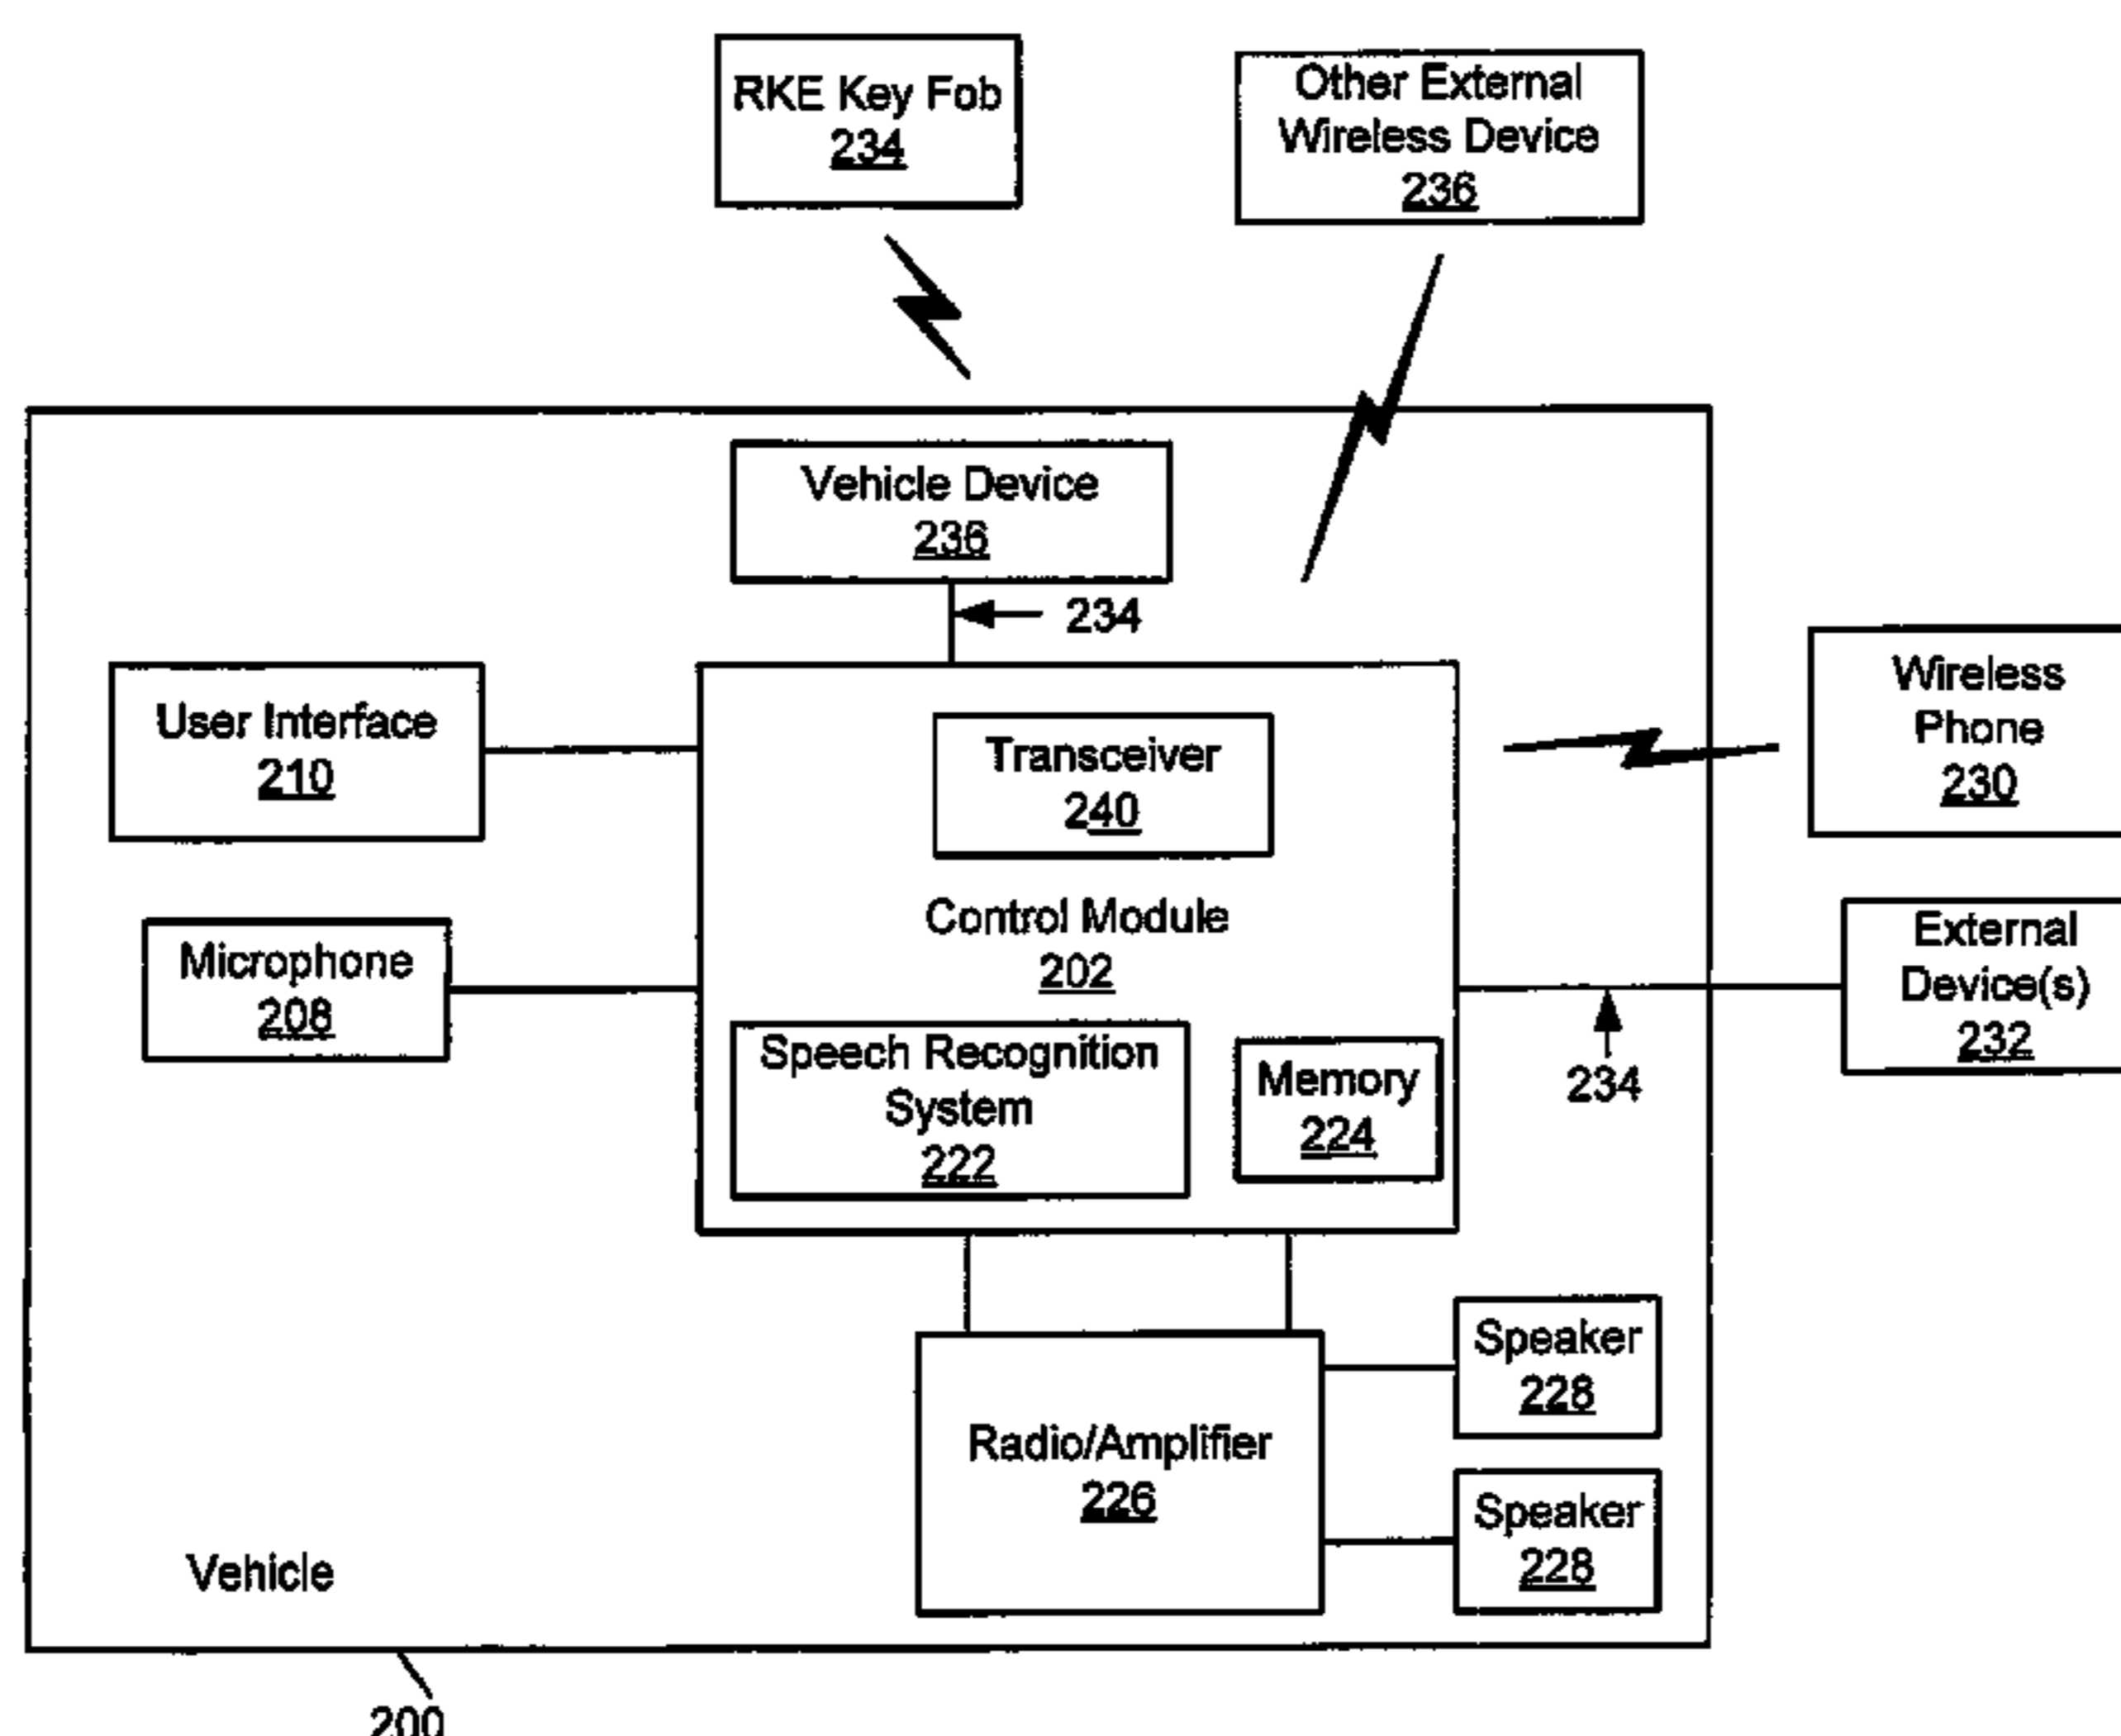 RKE Key Fob
234
Other External
Wireless Device
236
Vehicle Device
236
234
User Interface
210
Transceiver
240
Wireless
Phone
230
Control Module
202
Microphone
208
External
Device(s)
232
234
Speech Recognition
System
222
Memory
224
Radio/Amplifier
226
Speaker
228
Speaker
228
Vehicle
200